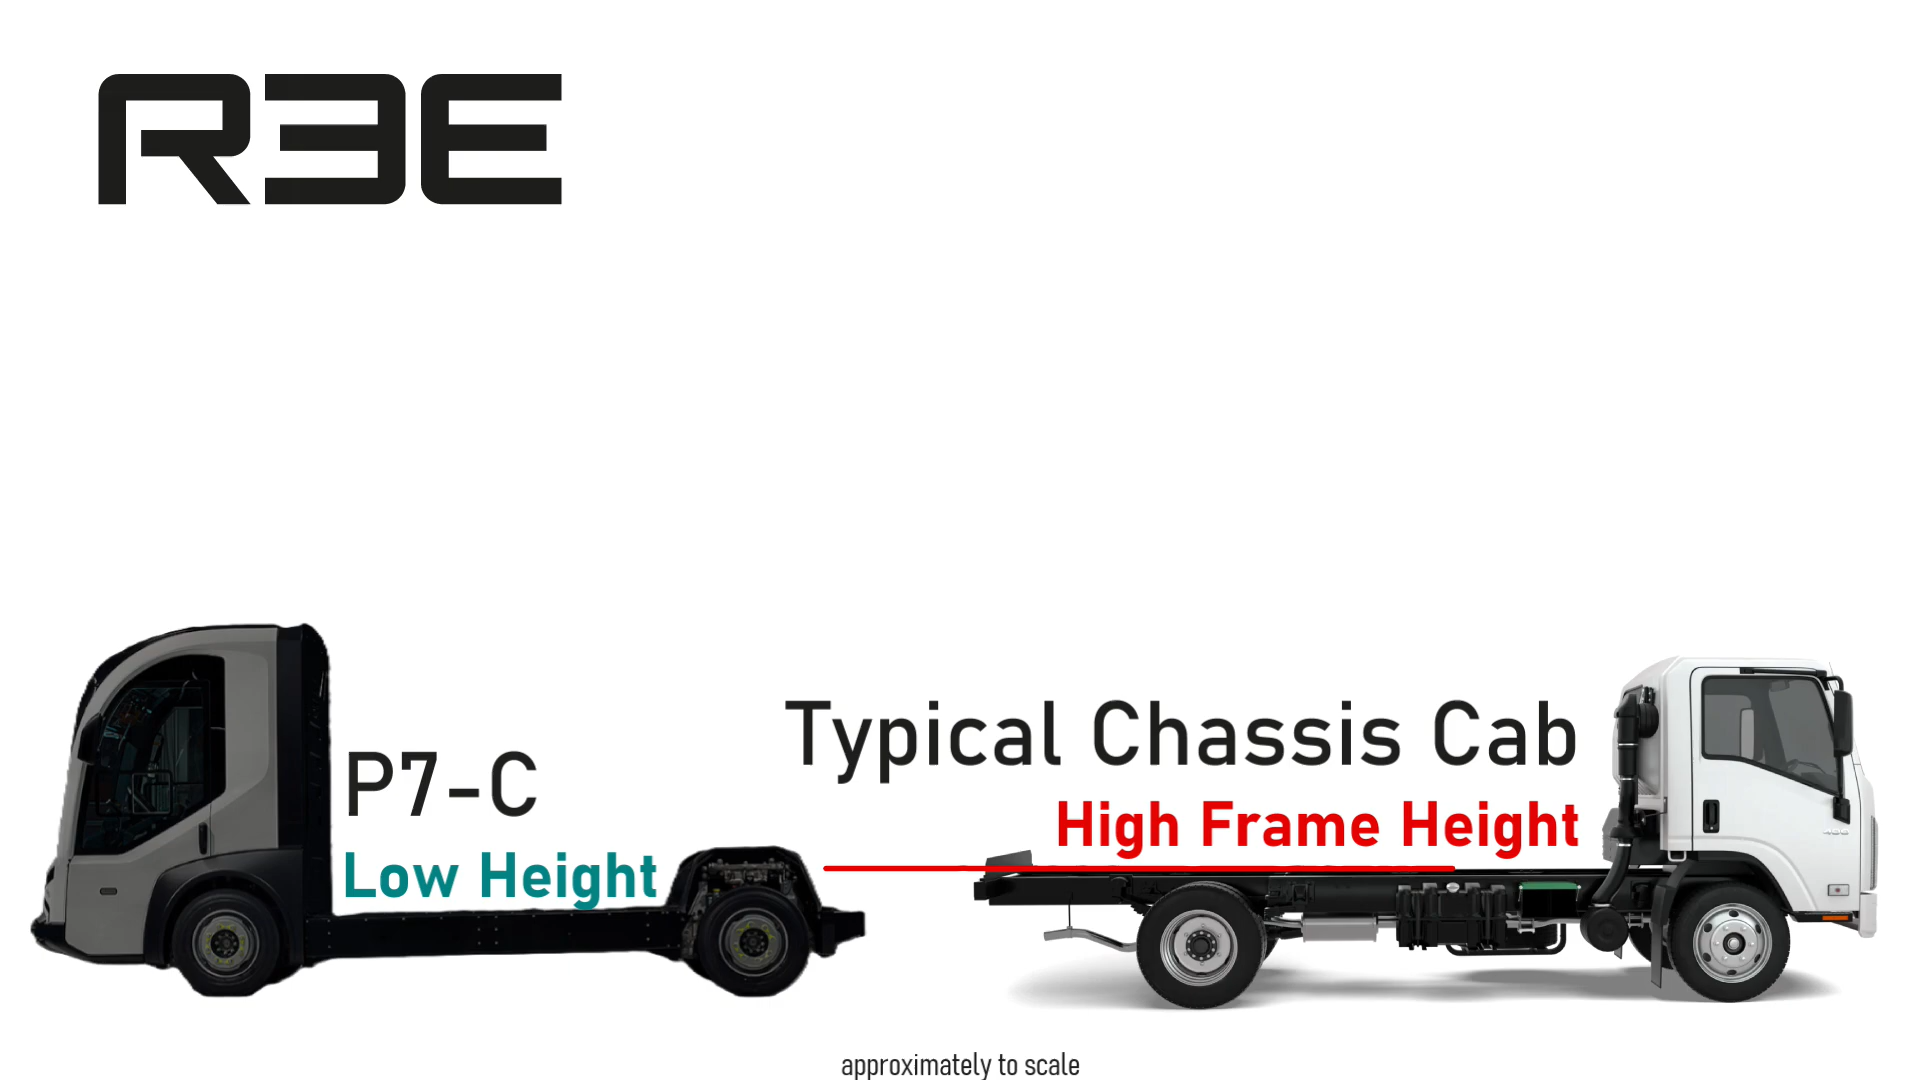 REE
P7-C
Low Height
Typical Chassis Cab
High Frame Height
approximately to scale